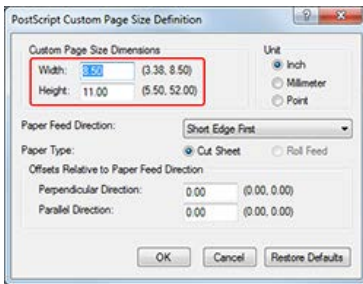 PostScript Custom Page Size Definition
Custom Page Size Dimensions
Width: 8.50 (3.38, 8.50)
Height: 11.00 (5.50, 52.00)
Unit
Inch
Millimeter
Point
Paper Feed Direction: Short Edge First
Paper Type: Cut Sheet Roll Feed
Offsets Relative to Paper Feed Direction
Perpendicular Direction: 0.00 (0.00, 0.00)
Parallel Direction: 0.00 (0.00, 0.00)
OK Cancel Restore Defaults